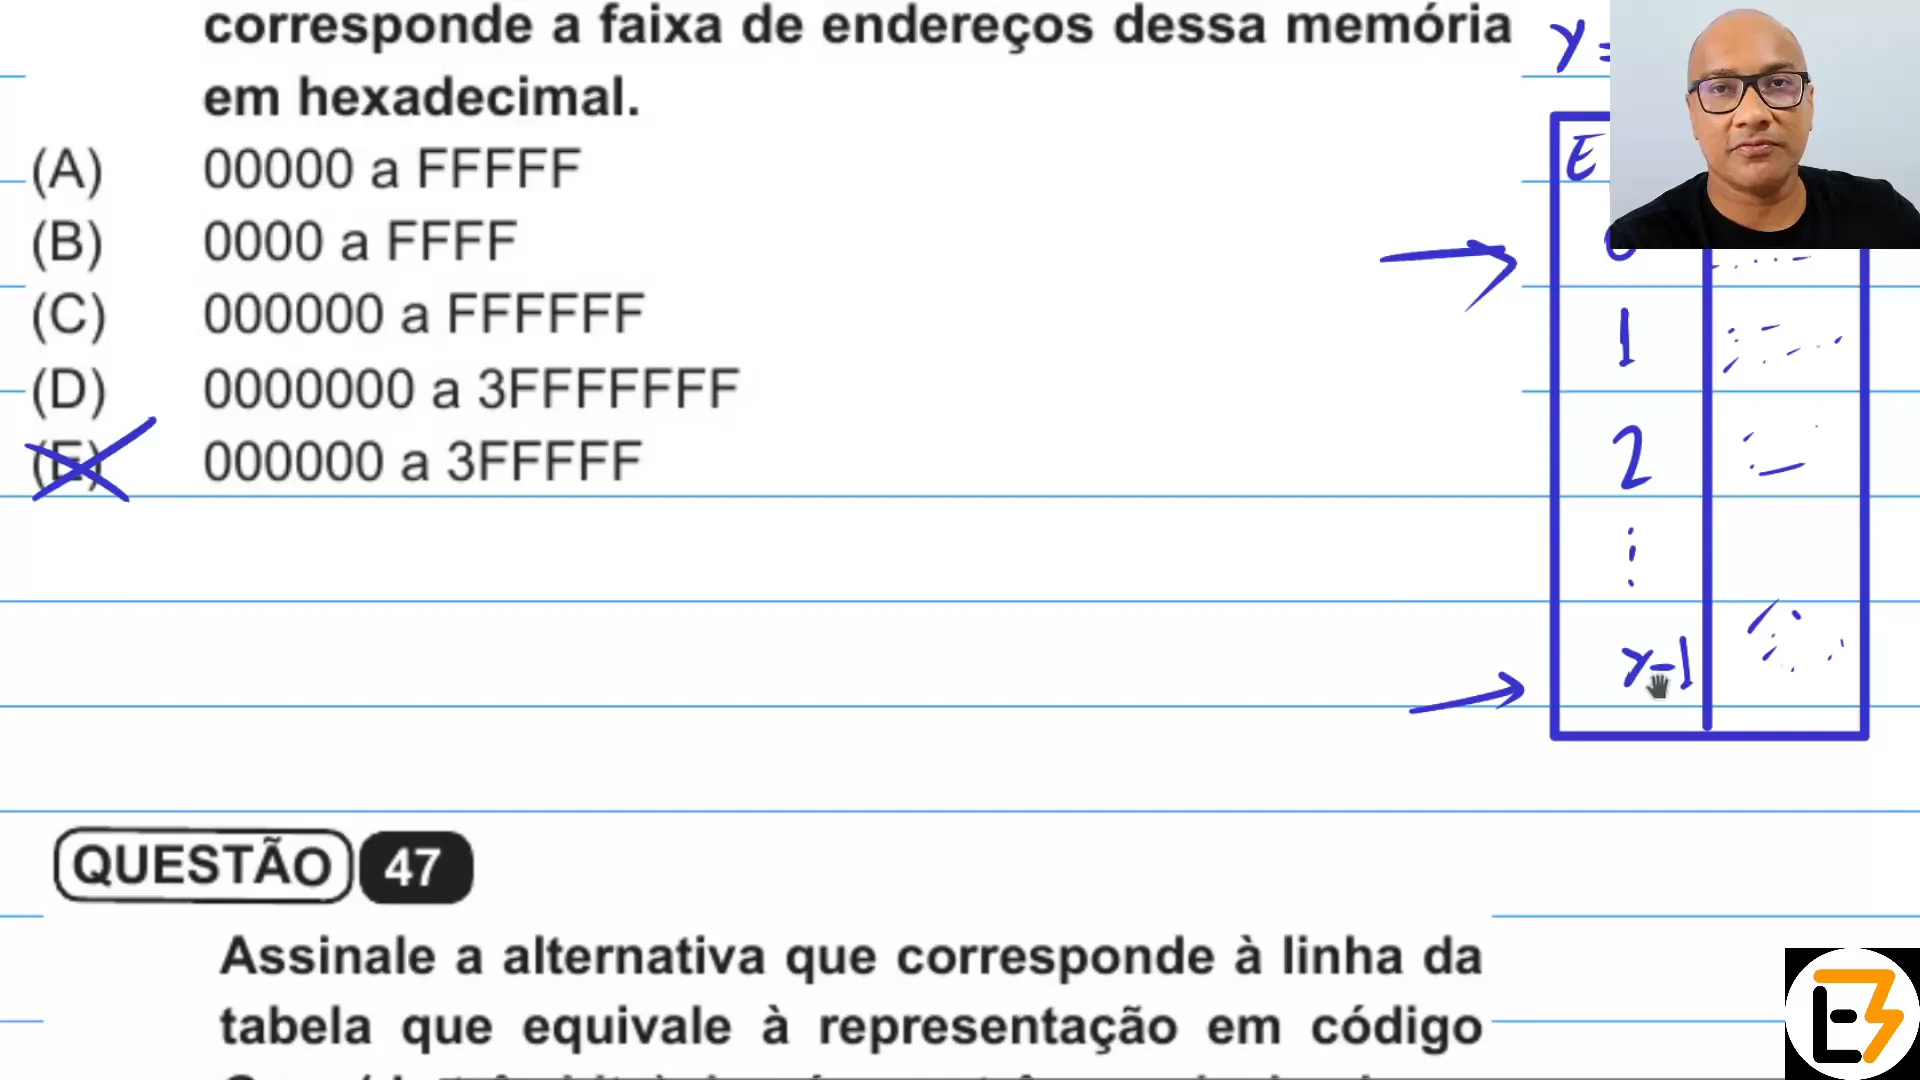 corresponde a faixa de endereços dessa memória
em hexadecimal.
(A) 00000 a FFFFF
(B) 0000 a FFFF
(C) 000000 a FFFFFF
(D) 0000000 a 3FFFFFFF
(E) 000000 a 3FFFFF
y =
E
0
1
2
⋮
y-1
QUESTÃO 47
Assinale a alternativa que corresponde à linha da
tabela que equivale à representação em código